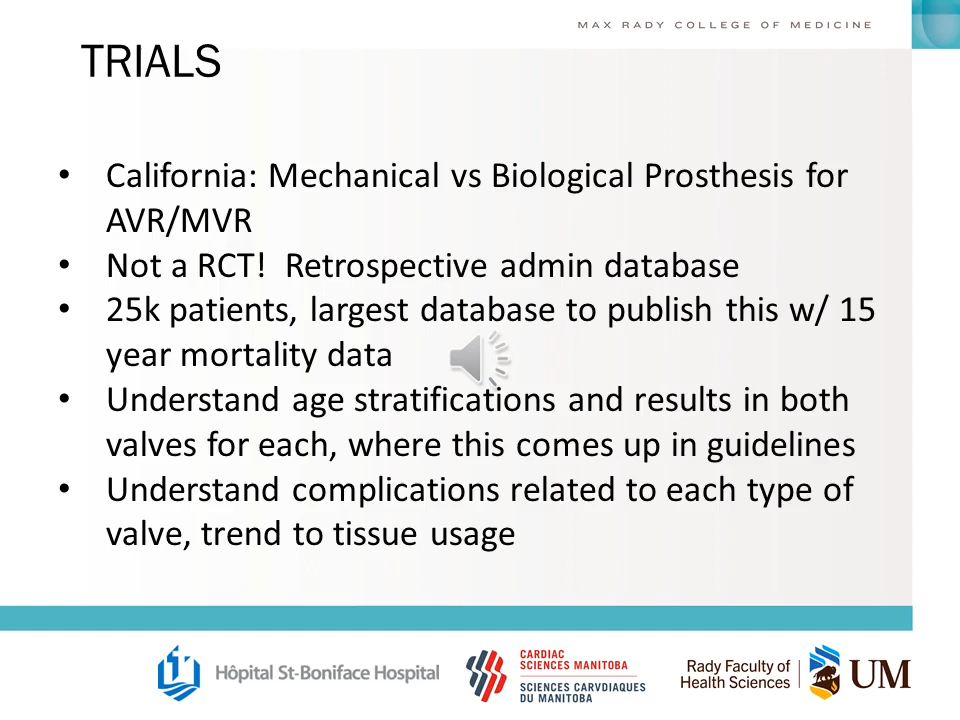 MAX RADY COLLEGE OF MEDICINE
TRIALS
• California: Mechanical vs Biological Prosthesis for
AVR/MVR
• Not a RCT! Retrospective admin database
• 25k patients, largest database to publish this w/ 15
year mortality data
• Understand age stratifications and results in both
valves for each, where this comes up in guidelines
• Understand complications related to each type of
valve, trend to tissue usage
Hôpital St-Boniface Hospital
CARDIAC
SCIENCES MANITOBA
SCIENCES CARVDIAQUES
DU MANITOBA
Rady Faculty of
Health Sciences
UM